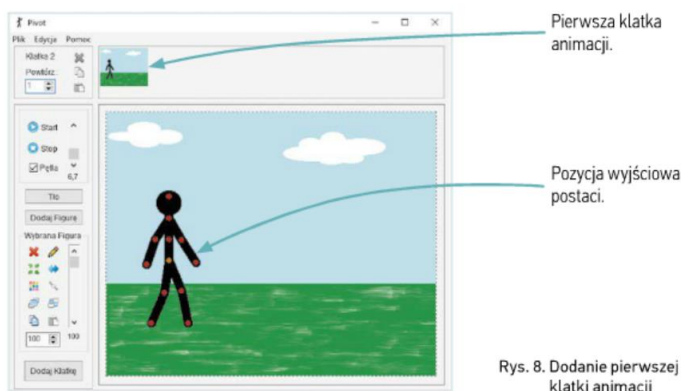 Pivot
Plik Edycja Pomoc
Klatka 2
Powtórz:
1
Start
Stop
Pętla
6,7
Tło
Dodaj Figurę
Wybrana Figura
100
100
Dodaj Klatkę
Pierwsza klatka
animacji.
Pozycja wyjściowa
postaci.
Rys. 8. Dodanie pierwszej
klatki animacji